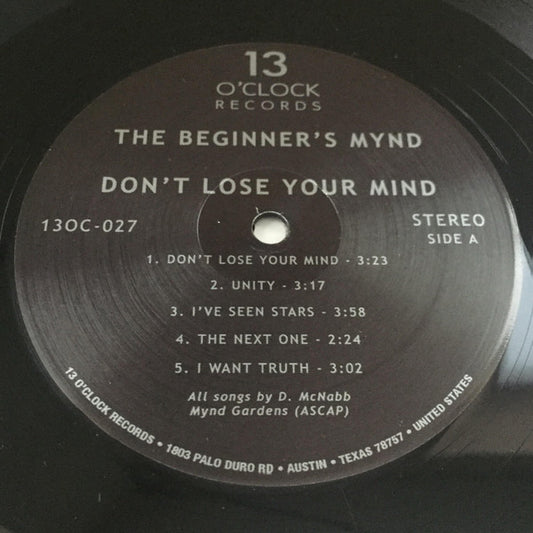 13
O'CLOCK
RECORDS
THE BEGINNER'S MYND
DON'T LOSE YOUR MIND
13OC-027
STEREO
SIDE A
1. DON'T LOSE YOUR MIND - 3:23
2. UNITY - 3:17
3. I'VE SEEN STARS - 3:58
4. THE NEXT ONE - 2:24
5. I WANT TRUTH - 3:02
All songs by D. McNabb
Mynd Gardens (ASCAP)
13 O'CLOCK RECORDS • 1803 PALO DURO RD • AUSTIN • TEXAS 78757 • UNITED STATES